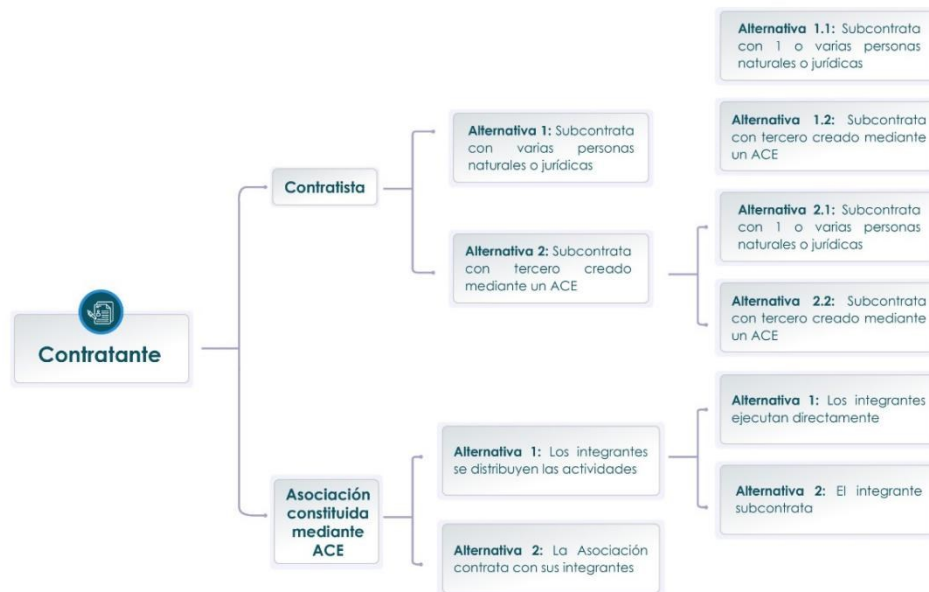 Contratante
Contratista
Alternativa 1: Subcontrata
con varias personas
naturales o jurídicas
Alternativa 1.1: Subcontrata
con 1 o varias personas
naturales o jurídicas
Alternativa 1.2: Subcontrata
con tercero creado mediante
un ACE
Alternativa 2: Subcontrata
con tercero creado
mediante un ACE
Alternativa 2.1: Subcontrata
con 1 o varias personas
naturales o jurídicas
Alternativa 2.2: Subcontrata
con tercero creado mediante
un ACE
Asociación
constituida
mediante
ACE
Alternativa 1: Los integrantes
se distribuyen las actividades
Alternativa 1: Los integrantes
ejecutan directamente
Alternativa 2: El integrante
subcontrata
Alternativa 2: La Asociación
contrata con sus integrantes